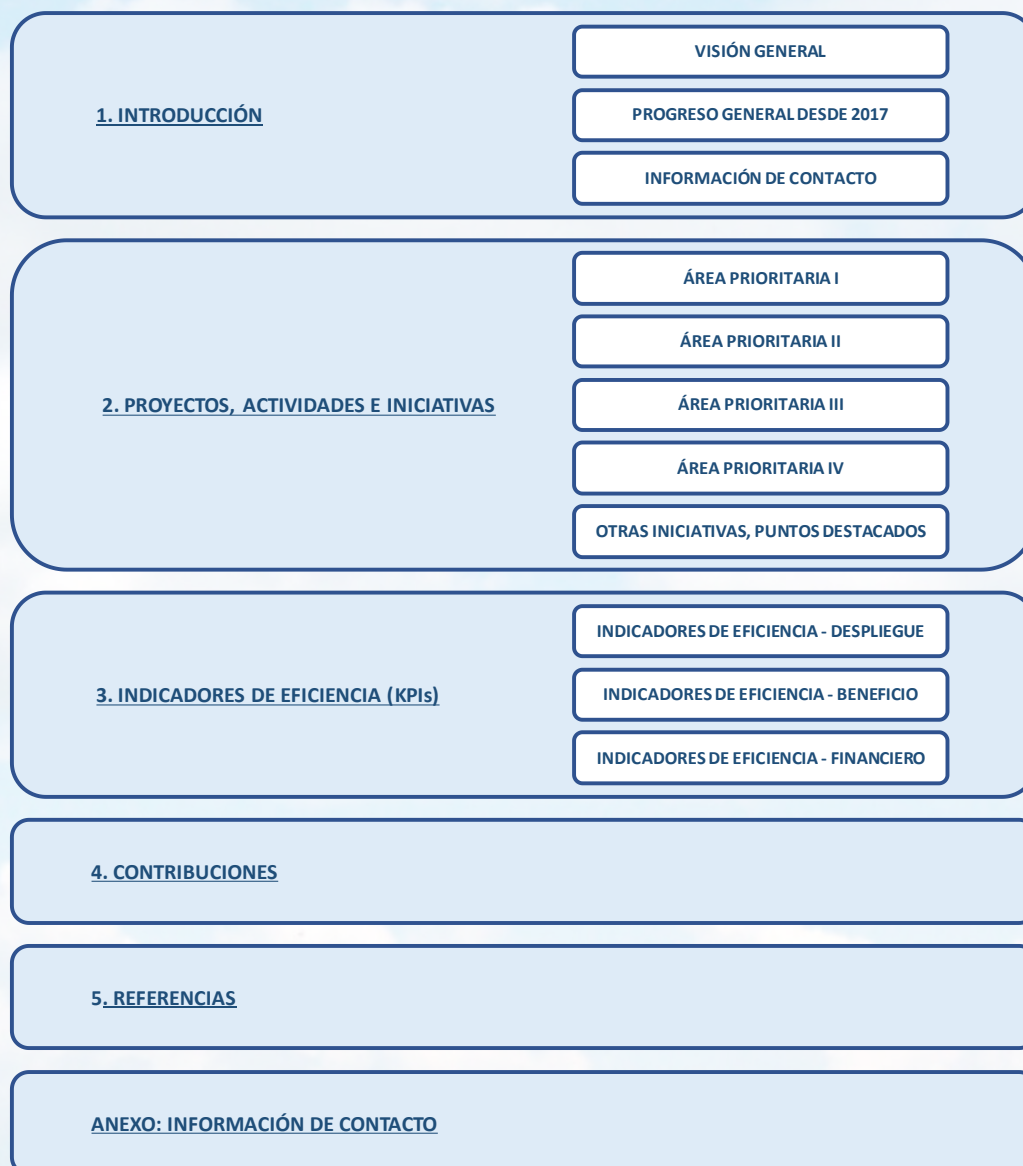 1. INTRODUCCIÓN
VISIÓN GENERAL
PROGRESO GENERAL DESDE 2017
INFORMACIÓN DE CONTACTO
2. PROYECTOS, ACTIVIDADES E INICIATIVAS
ÁREA PRIORITARIA I
ÁREA PRIORITARIA II
ÁREA PRIORITARIA III
ÁREA PRIORITARIA IV
OTRAS INICIATIVAS, PUNTOS DESTACADOS
3. INDICADORES DE EFICIENCIA (KPIs)
INDICADORES DE EFICIENCIA - DESPLIEGUE
INDICADORES DE EFICIENCIA - BENEFICIO
INDICADORES DE EFICIENCIA - FINANCIERO
4. CONTRIBUCIONES
5. REFERENCIAS
ANEXO: INFORMACIÓN DE CONTACTO